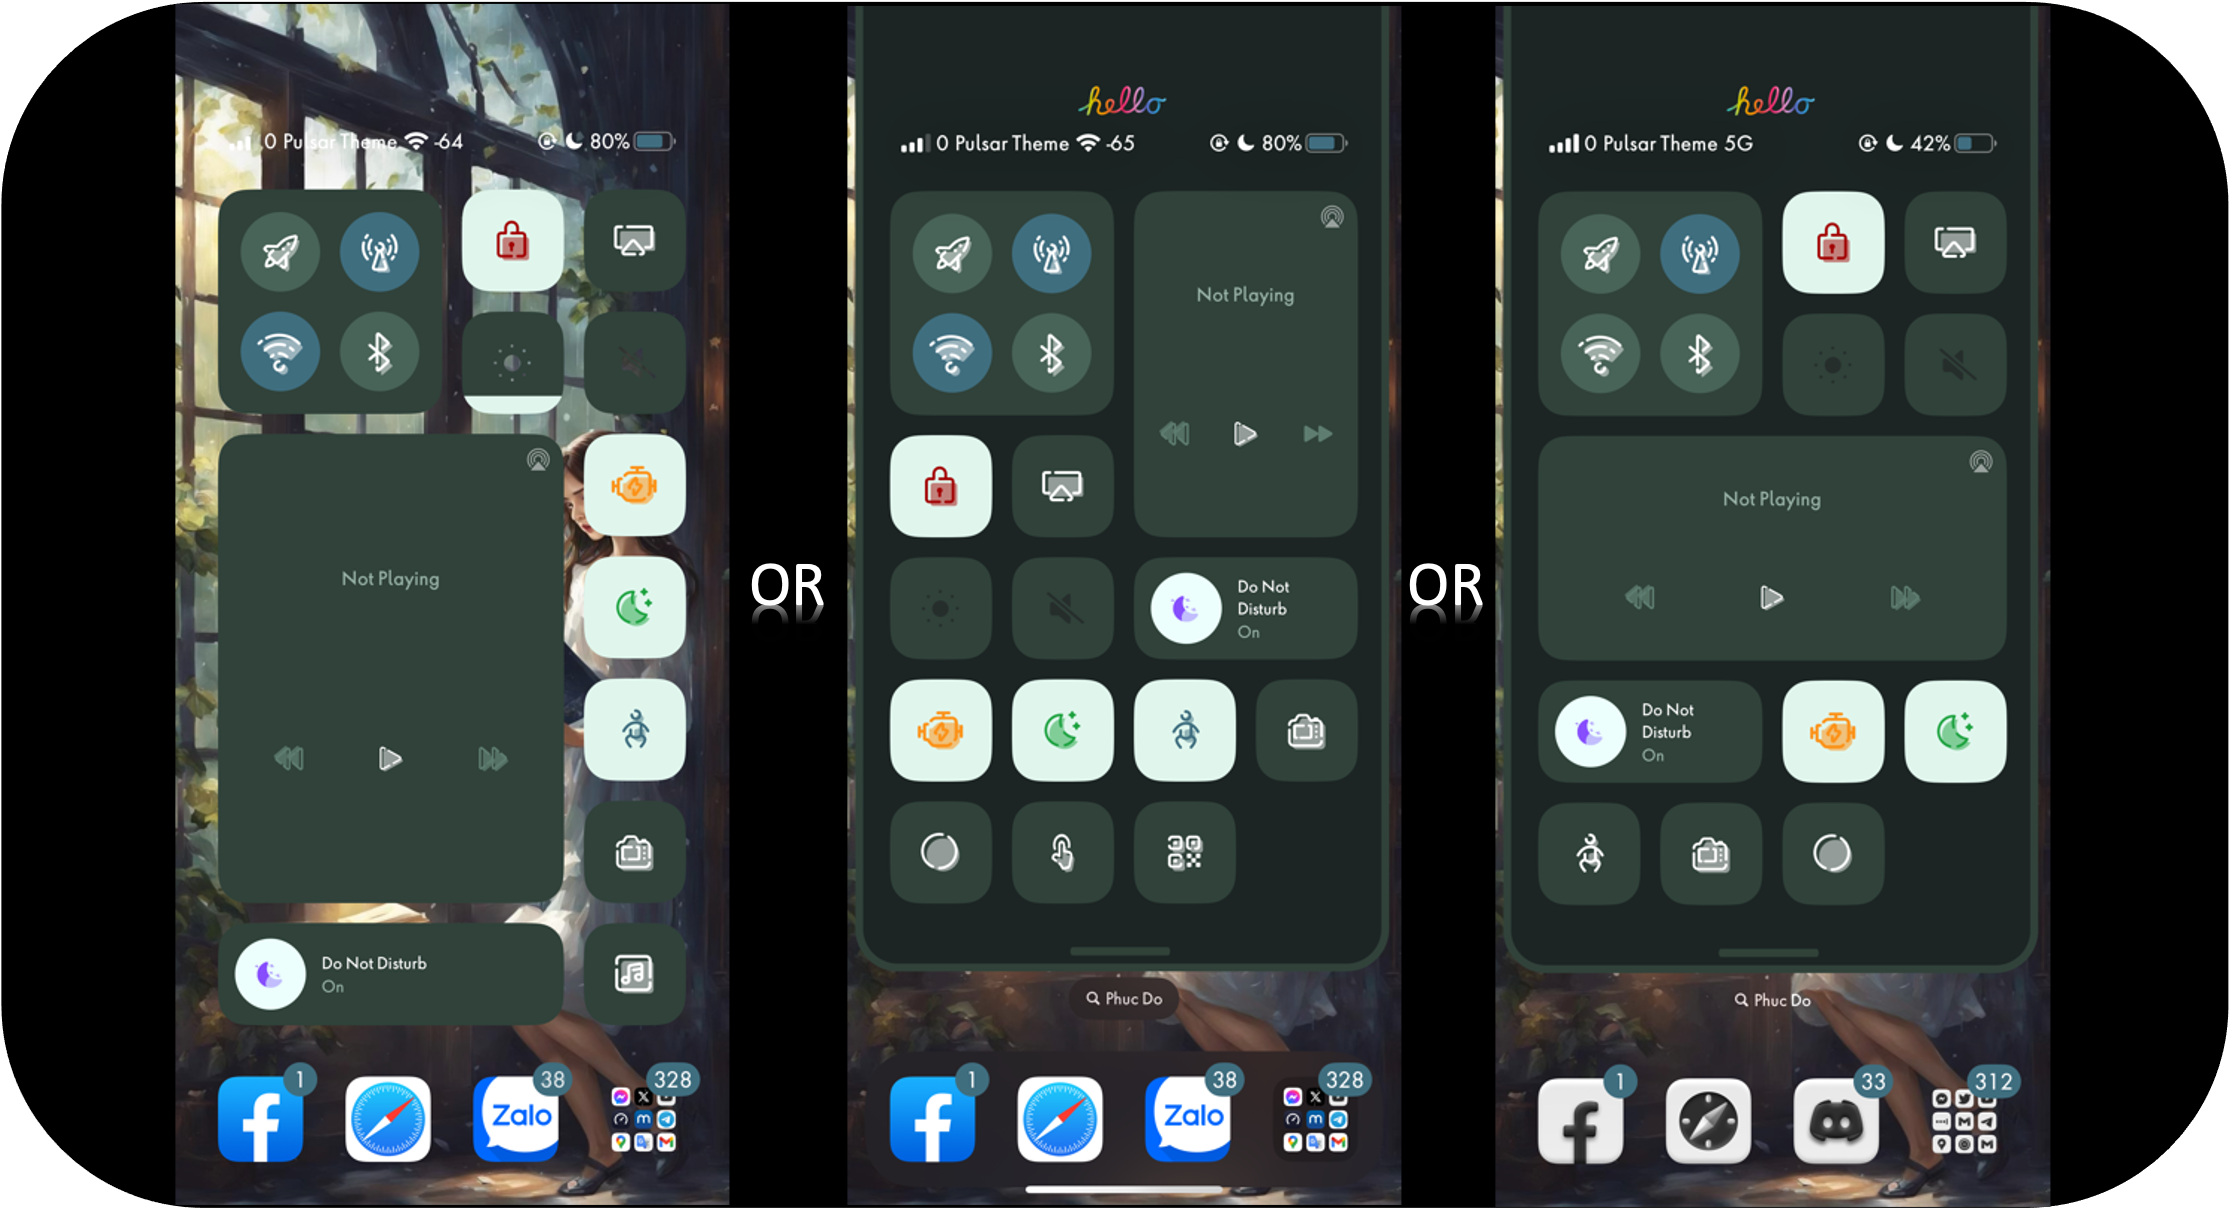 hello
hello
0 Pulsar Theme -64 80%
0 Pulsar Theme -65 80%
0 Pulsar Theme 5G 42%
Not Playing
Not Playing
Not Playing
OR
OR
Do Not
Disturb
On
Do Not
Disturb
On
Do Not Disturb
On
Phuc Do
Phuc Do
1
38
328
1
38
328
1
33
312
Zalo
Zalo